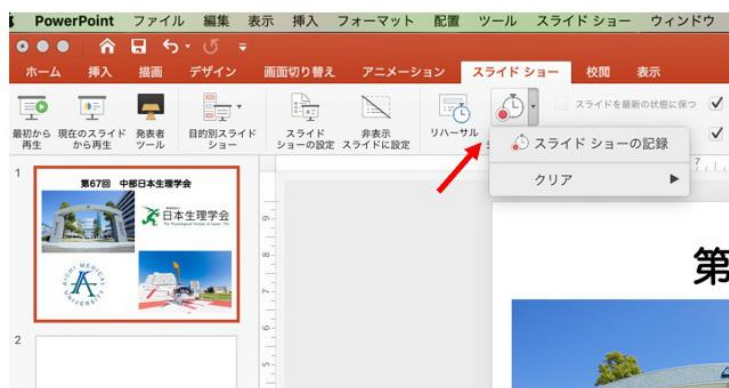 PowerPoint ファイル 編集 表示 挿入 フォーマット 配置 ツール スライド ショー ウィンドウ
ホーム 挿入 描画 デザイン 画面切り替え アニメーション スライド ショー 校閲 表示
最初から
再生
現在のスライド
から再生
発表者
ツール
目的別スライド
ショー
スライド
ショーの設定
非表示
スライドに設定
リハーサル
スライドを最新の状態に保つ
スライド ショーの記録
クリア
1
第67回 中部日本生理学会
日本生理学会
AICHI MEDICAL
UNIVERSITY
2
7
9
8
7
6
5
第